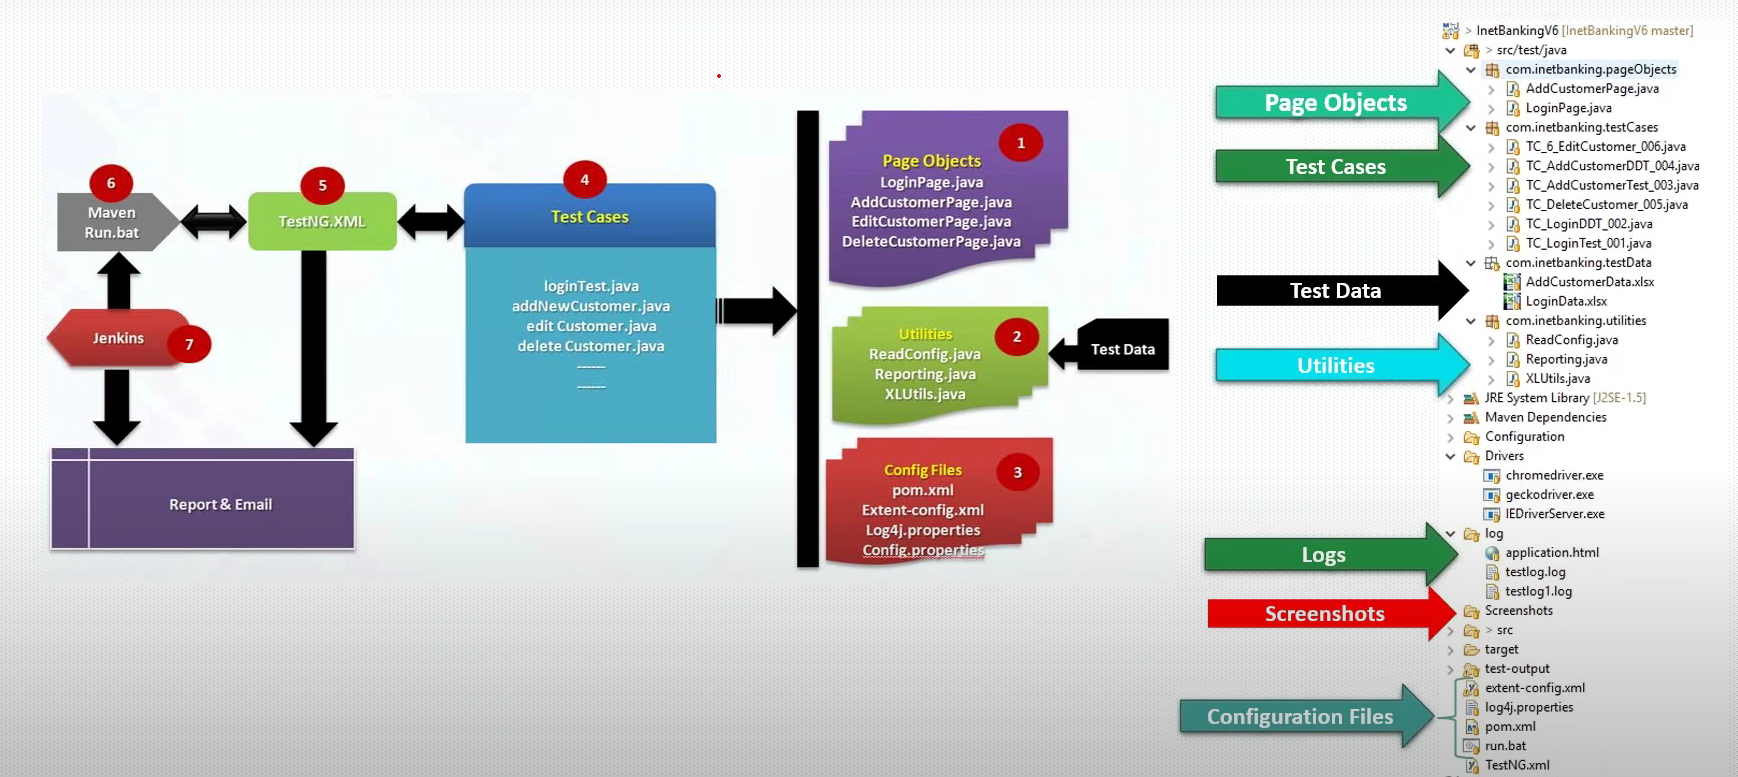 6
Maven
Run.bat
5
TestNG.XML
4
Test Cases
loginTest.java
addNewCustomer.java
edit Customer.java
delete Customer.java
------
------
Jenkins
7
Report & Email
1
Page Objects
LoginPage.java
AddCustomerPage.java
EditCustomerPage.java
DeleteCustomerPage.java
2
Utilities
ReadConfig.java
Reporting.java
XLUtils.java
Test Data
3
Config Files
pom.xml
Extent-config.xml
Log4j.properties
Config.properties
Page Objects
Test Cases
Test Data
Utilities
Logs
Screenshots
Configuration Files
> InetBankingV6 [InetBankingV6 master]
> src/test/java
com.inetbanking.pageObjects
AddCustomerPage.java
LoginPage.java
com.inetbanking.testCases
TC_6_EditCustomer_006.java
TC_AddCustomerDDT_004.java
TC_AddCustomerTest_003.java
TC_DeleteCustomer_005.java
TC_LoginDDT_002.java
TC_LoginTest_001.java
com.inetbanking.testData
AddCustomerData.xlsx
LoginData.xlsx
com.inetbanking.utilities
ReadConfig.java
Reporting.java
XLUtils.java
JRE System Library [J2SE-1.5]
Maven Dependencies
Configuration
Drivers
chromedriver.exe
geckodriver.exe
IEDriverServer.exe
log
application.html
testlog.log
testlog1.log
Screenshots
> src
target
test-output
extent-config.xml
log4j.properties
pom.xml
run.bat
TestNG.xml